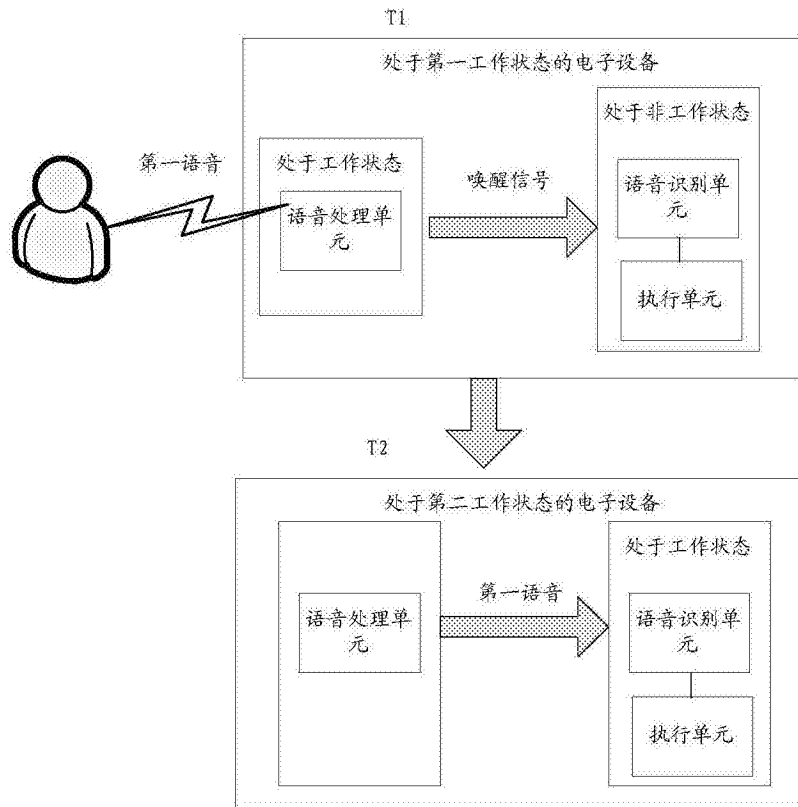 T1
处于第一工作状态的电子设备
处于非工作状态
第一语音
处于工作状态
唤醒信号
语音识别单
元
语音处理单
元
执行单元
T2
处于第二工作状态的电子设备
处于工作状态
第一语音
语音处理单
元
语音识别单
元
执行单元